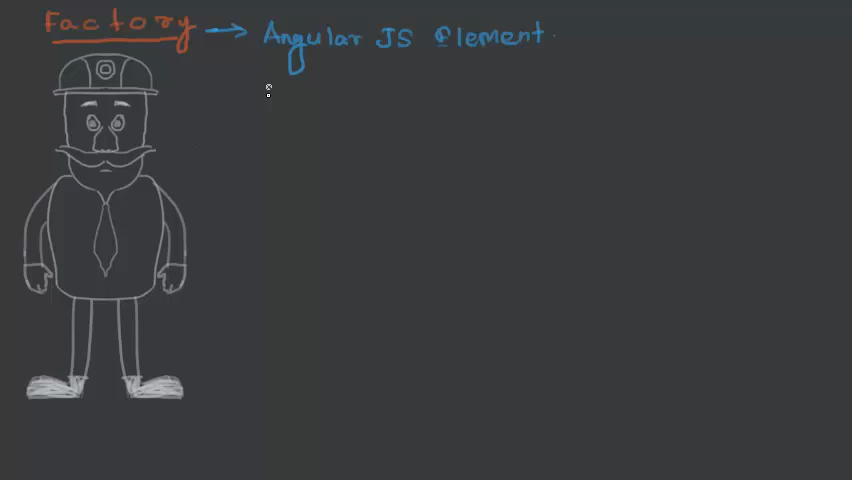 Factory → Angular JS Element.